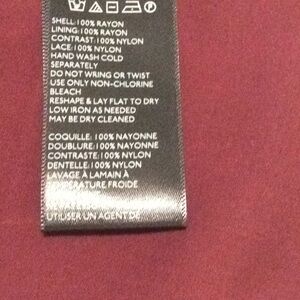 SHELL:100% RAYON
LINING:100% RAYON
CONTRAST:100% NYLON
LACE:100% NYLON
HAND WASH COLD
SEPARATELY
DO NOT WRING OR TWIST
USE ONLY NON-CHLORINE
BLEACH
RESHAPE & LAY FLAT TO DRY
LOW IRON AS NEEDED
MAY BE DRY CLEANED
COQUILLE: 100% NAYONNE
DOUBLURE: 100% NAYONNE
CONTRASTE: 100% NYLON
DENTELLE: 100% NYLON
LAVAGE À LAMAIN À
TEMPÉRATURE FROIDE
UTILISER UN AGENT DE